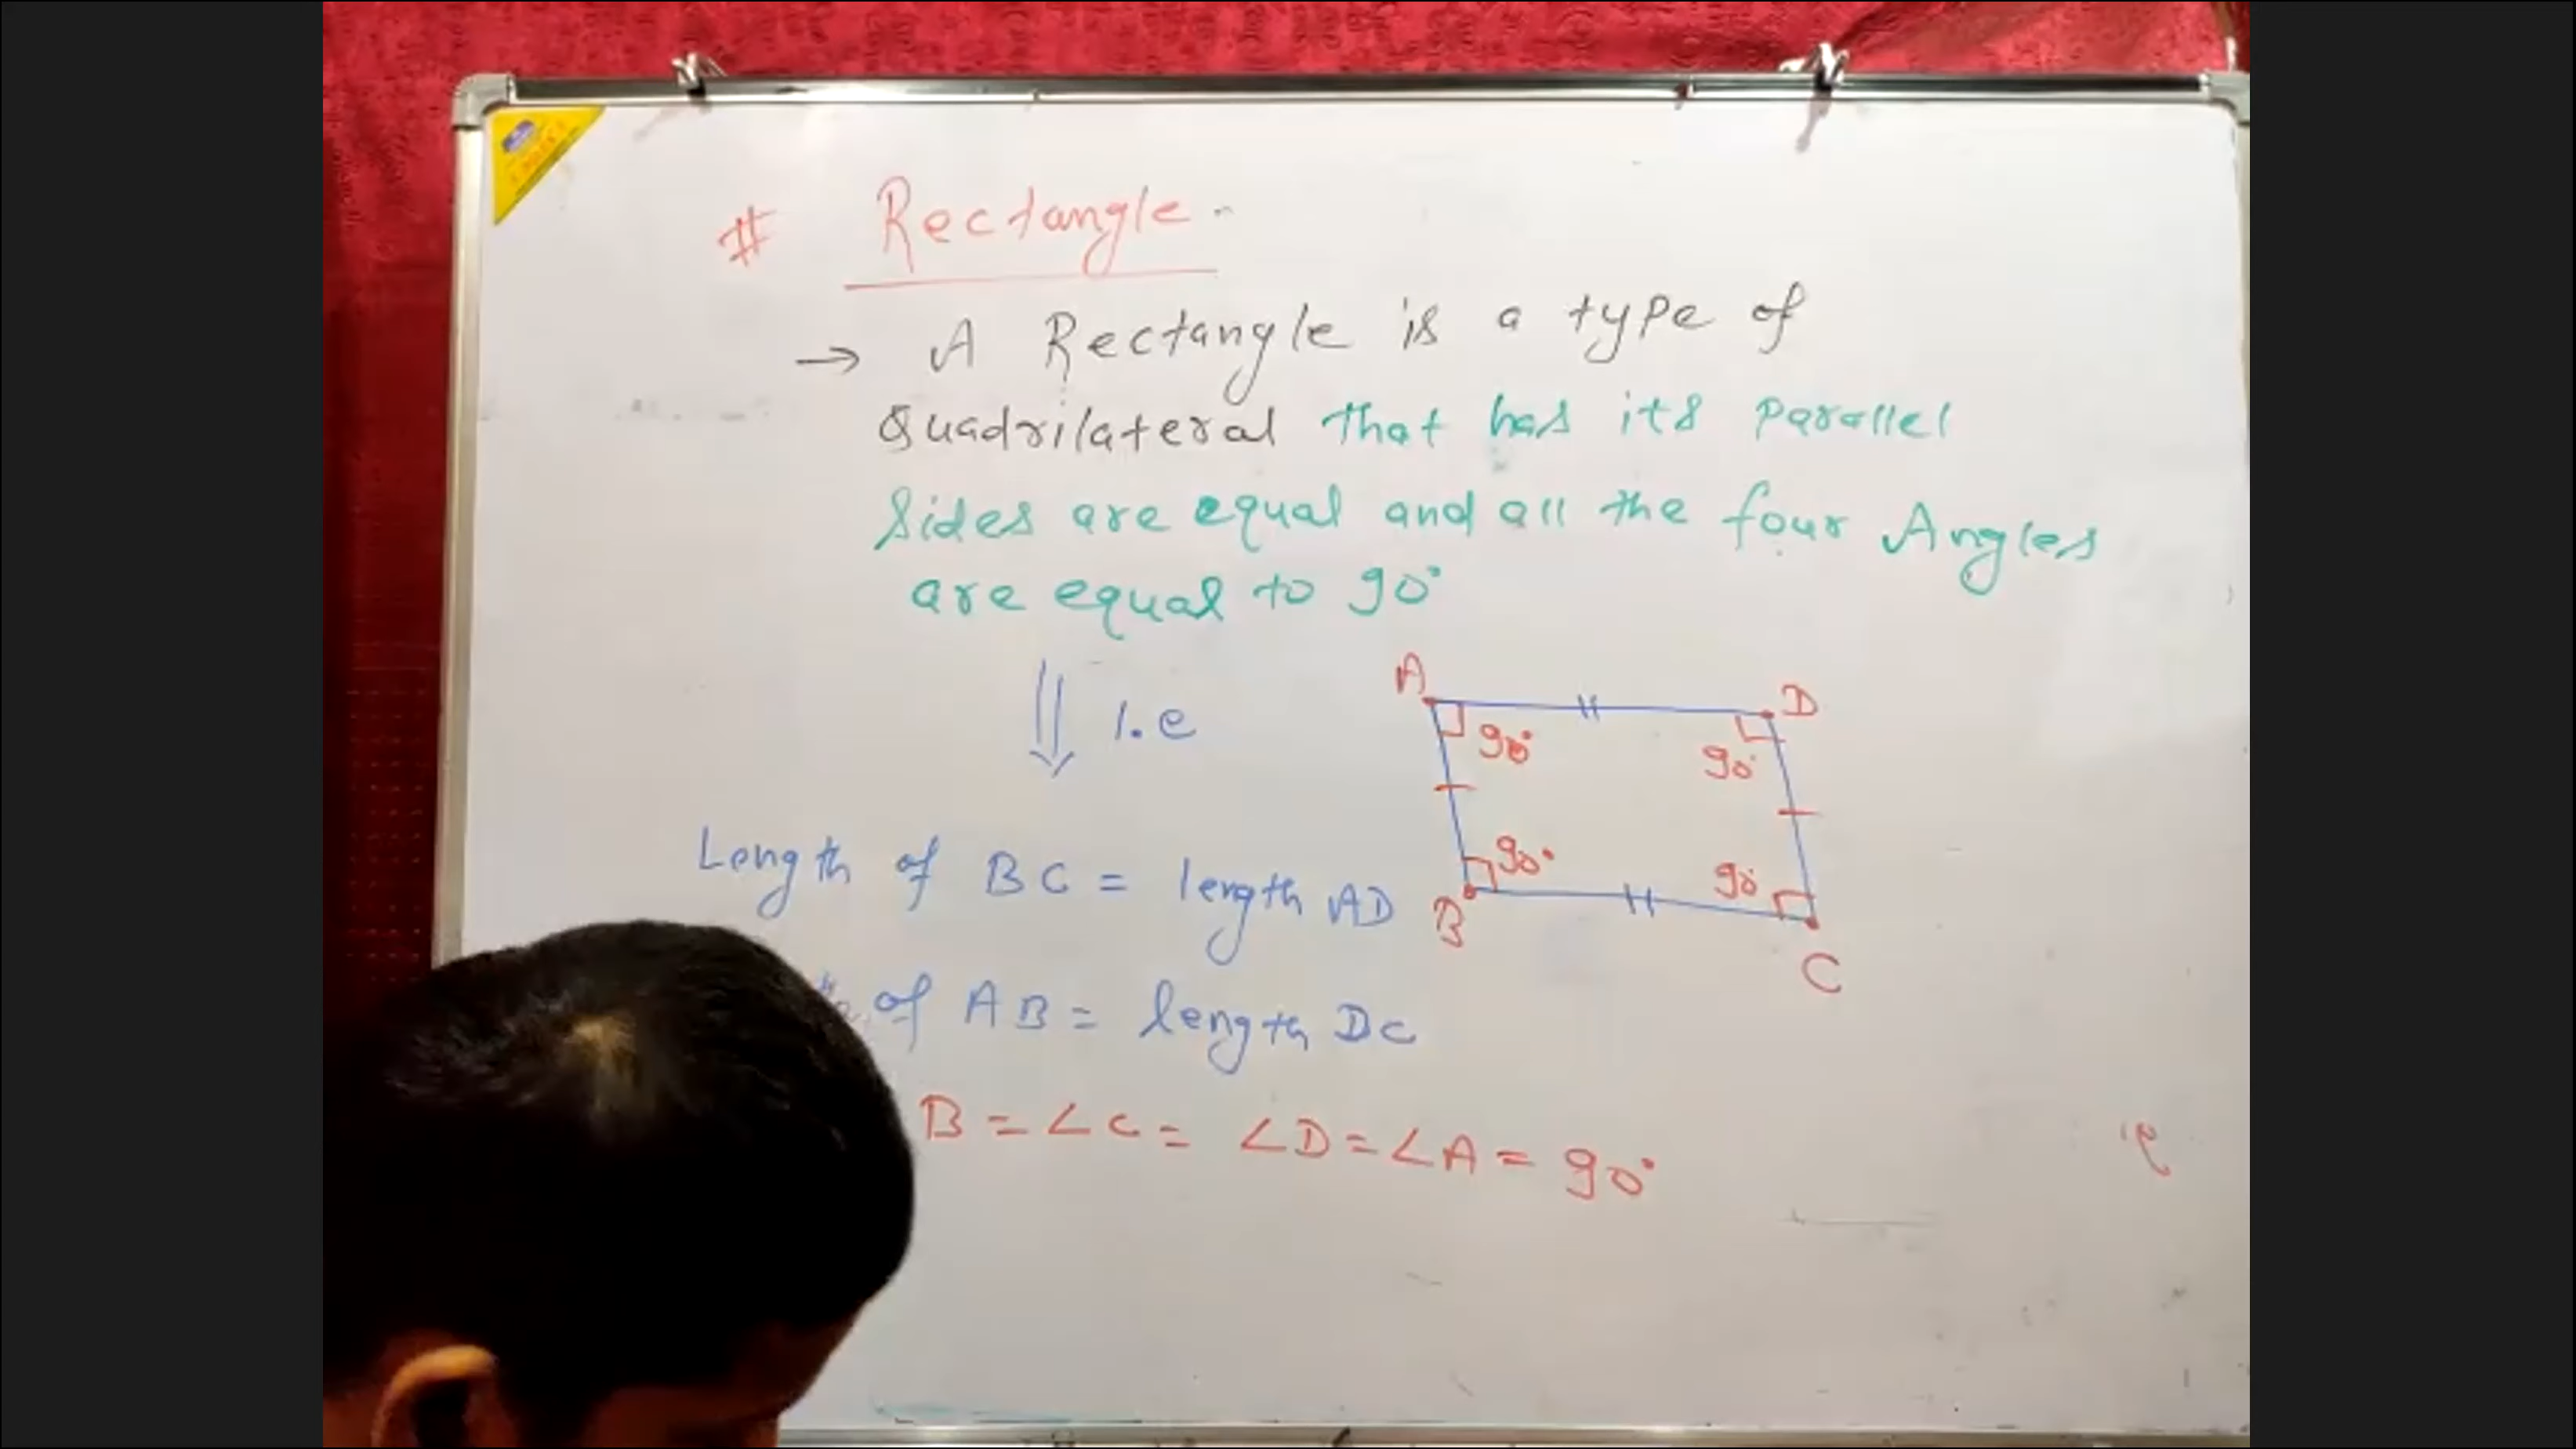 # Rectangle
→ A Rectangle is a type of
Quadrilateral that has its parallel
Sides are equal and all the four Angles
are equal to 90°
i.e
A
D
90°
90°
90°
90°
B
C
Length of BC = length AD
of AB = length DC
B = ∠C = ∠D = ∠A = 90°